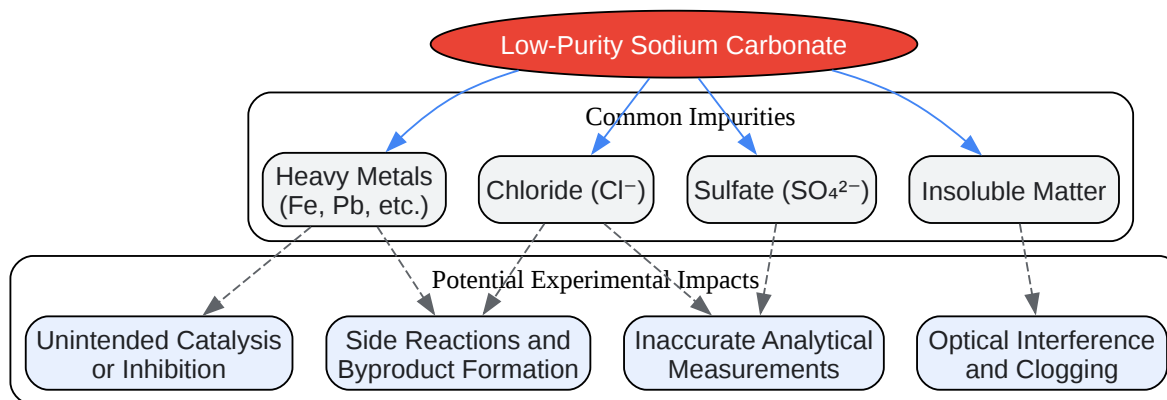 Low-Purity Sodium Carbonate
Common Impurities
Heavy Metals
(Fe, Pb, etc.)
Chloride (Cl⁻)
Sulfate (SO₄²⁻)
Insoluble Matter
Potential Experimental Impacts
Unintended Catalysis
or Inhibition
Side Reactions and
Byproduct Formation
Inaccurate Analytical
Measurements
Optical Interference
and Clogging